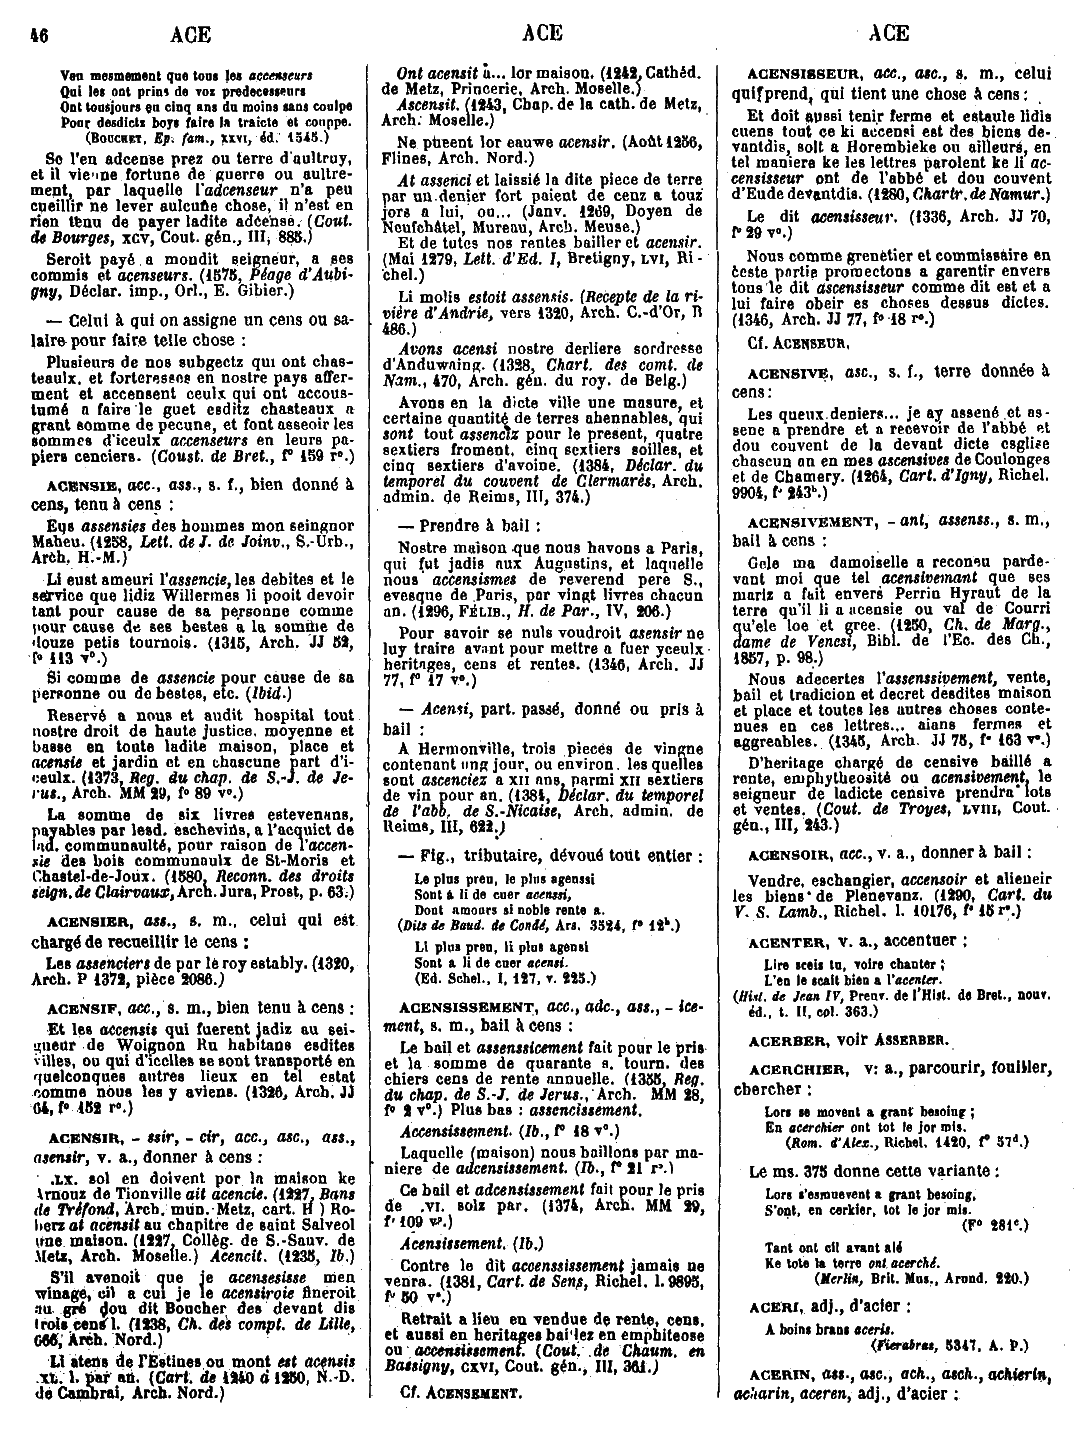 46 ACE ACE ACE
Veu mesmement que tous les accenseurs
Qui les ont prins de voz predecesseurs
Ont tousjours eu cinq ans du moins sans coulpe
Pour desdictz boys faire la traicte et couppe.
(BOUCHET, Ep. fam., XXVI, éd. 1545.)
Se l'en adcense prez ou terre d'aultruy,
et il vienne fortune de guerre ou aultre-
ment, par laquelle l'adcenseur n'a peu
cueillir ne lever aulcune chose, il n'est en
rien tenu de payer ladite adcense. (Cout.
de Bourges, XCV, Cout. gén., III, 885.)
Seroit payé a mondit seigneur, a ses
commis et acenseurs. (1575, Péage d'Aubi-
gny, Déclar. imp., Orl., E. Gibier.)
— Celui à qui on assigne un cens ou sa-
laire pour faire telle chose :
Plusieurs de nos subgectz qui ont chas-
teaulx, et forteresses en nostre pays affer-
ment et accensent ceulx qui ont accous-
tumé a faire le guet esditz chasteaux a
grant somme de pecune, et font asseoir les
sommes d'iceulx accenseurs en leurs pa-
piers cenciers. (Coust. de Bret., f° 159 r°.)
ACENSIE, acc., ass., s. f., bien donné à
cens, tenu à cens :
Eus assensies des hommes mon seingnor
Maheu. (1258, Lett. de J. de Joinv., S.-Urb.,
Arch. H.-M.)
Li eust ameuri l'assencie, les debites et le
service que lidiz Willermes li pooit devoir
tant pour cause de sa personne comme
pour cause de ses bestes a la somme de
douze petis tournois. (1315, Arch. JJ 52,
f° 113 v°.)
Si comme de assencie pour cause de sa
personne ou de bestes, etc. (Ibid.)
Reservé a nous et audit hospital tout
nostre droit de haute justice, moyenne et
basse en toute ladite maison, place et
acensie et jardin et en chascune part d'i-
ceulx. (1373, Reg. du chap. de S.-J. de Je-
rus., Arch. MM 29, f° 89 v°.)
La somme de six livres estevenans,
payables par lesd. eschevins, a l'acquict de
lad. communaulté, pour raison de l'accen-
sie des bois communaulx de St-Moris et
Chastel-de-Joux. (1580, Reconn. des droits
seign. de Clairvaux, Arch. Jura, Prost, p. 63.)
ACENSIER, ass., s. m., celui qui est
chargé de recueillir le cens :
Les assenciers de par le roy establу. (1320,
Arch. P 1372, pièce 2086.)
ACENSIF, acc., s. m., bien tenu à cens :
Et les accensis qui fuerent jadiz au sei-
gneur de Woignon Ru habitans esdites
villes, ou qui d'icelles se sont transporté en
quelconques autres lieux en tel estat
comme nous les y aviens. (1326, Arch. JJ
64, f° 152 r°.)
ACENSIR, - ssir, - cir, acc., asc., ass.,
asensir, v. a., donner à cens :
.LX. sol en doivent por la maison ke
Arnouz de Tionville ait acencie. (1227, Bans
de Tréfond, Arch. mun. Metz, cart. H) Ro-
berz at acensit au chapitre de saint Salveol
une maison. (1227, Collèg. de S.-Sauv. de
Metz, Arch. Moselle.) Acencit. (1235, Ib.)
S'il avenoit que je acensesisse men
winage, cil a cui je le acensiroie fineroit
au gré dou dit Boucher des devant dis
trois cens l. (1238, Ch. des compt. de Lille,
666, Arch. Nord.)
Li atens de l'Estines ou mont est acensis
.XL. l. par an. (Cart. de 1240 à 1250, N.-D.
de Cambrai, Arch. Nord.)
Ont acensit à... lor maison. (1242, Cathéd.
de Metz, Princerie, Arch. Moselle.)
Ascensit. (1243, Chap. de la cath. de Metz,
Arch. Moselle.)
Ne pueent lor eauwe acensir. (Août 1256,
Flines, Arch. Nord.)
At assenci et laissié la dite piece de terre
par un denier fort paient de cenz a touz
jors a lui, ou... (Janv. 1269, Doyen de
Neufchâtel, Mureau, Arch. Meuse.)
Et de tutes nos rentes bailler et acensir.
(Mai 1279, Lett. d'Ed. I, Bretigny, LVI, Ri-
chel.)
Li molis estoit assensis. (Recepte de la ri-
vière d'Andrie, vers 1320, Arch. C.-d'Or, B
486.)
Avons acensi nostre derliere sordresse
d'Anduwning. (1328, Chart. des comt. de
Nam., 470, Arch. gén. du roy. de Belg.)
Avons en la dicte ville une masure, et
certaine quantité de terres ahennables, qui
sont tout assenciz pour le present, quatre
sextiers froment, cinq sextiers soilles, et
cinq sextiers d'avoine. (1384, Déclar. du
temporel du couvent de Clermarès, Arch.
admin. de Reims, III, 374.)
— Prendre à bail :
Nostre maison que nous havons a Paris,
qui fut jadis aux Augustins, et laquelle
nous accensismes de reverend pere S.,
evesque de Paris, par vingt livres chacun
an. (1296, FÉLIB., H. de Par., IV, 206.)
Pour savoir se nuls voudroit asensir ne
luy traire avant pour mettre a fuer yceulx
heritages, cens et rentes. (1346, Arch. JJ
77, f° 17 v°.)
— Acensi, part. passé, donné ou pris à
bail :
A Hermonville, trois pieces de vingne
contenant ung jour, ou environ, les quelles
sont ascenciez a XII ans, parmi XII sextiers
de vin pour an. (1384, Déclar. du temporel
de l'abb. de S.-Nicaise, Arch. admin. de
Reims, III, 622.)
— Fig., tributaire, dévoué tout entier :
Le plus preu, le plus agenssi
Sont à li de cuer acenssi,
Dont amours si noble rente a.
(Dits de Baud. de Condé, Ars. 3524, f° 12ᵇ.)
Li plus preu, li plus agensi
Sont a li de cuer acensi.
(Ed. Schel., I, 127, v. 225.)
ACENSISSEMENT, acc., adc., ass., - ice-
ment, s. m., bail à cens :
Le bail et assenssicement fait pour le pris
et la somme de quarante s. tourn. des
chiers cens de rente annuelle. (1355, Reg.
du chap. de S.-J. de Jerus., Arch. MM 28,
f° 2 v°.) Plus bas : assencissement.
Accensissement. (Ib., f° 18 v°.)
Laquelle (maison) nous baillons par ma-
niere de adcensissement. (Ib., f° 21 r°.)
Ce bail et adcensissement fait pour le pris
de .VI. solz par. (1374, Arch. MM 29,
f° 109 v°.)
Acensissement. (Ib.)
Contre le dit acoenssissement jamais ne
venra. (1381, Cart. de Sens, Richel. l. 9895,
f° 50 v°.)
Retrait a lieu en vendue de rente, cens,
et aussi en heritages bailez en emphiteose
ou accensissement. (Cout. de Chaum. en
Bassigny, CXVI, Cout. gén., III, 361.)
Cf. ACENSEMENT.
ACENSISSEUR, acc., asc., s. m., celui
qui prend, qui tient une chose à cens :
Et doit aussi tenir ferme et estaule lidis
cuens tout ce ki accensi est des biens de-
vantdis, soit a Horembieke ou ailleurs, en
tel maniere ke les lettres parolent ke li ac-
censisseur ont de l'abbé et dou couvent
d'Eude devantdis. (1280, Chartr. de Namur.)
Le dit acensisseur. (1336, Arch. JJ 70,
f° 29 v°.)
Nous comme grenetier et commissaire en
ceste partie promectons a garentir envers
tous le dit ascensisseur comme dit est et a
lui faire obeir es choses dessus dictes.
(1346, Arch. JJ 77, f° 18 r°.)
Cf. ACENSEUR.
ACENSIVE, asc., s. f., terre donnée à
cens :
Les queux deniers... je ay assené et as-
sene a prendre et a recevoir de l'abbé et
dou couvent de la devant dicte esglise
chascun an en mes ascensives de Coulonges
et de Chamery. (1264, Cart. d'Igny, Richel.
9904, f° 243ᵇ.)
ACENSIVEMENT, - ant, assenss., s. m.,
bail à cens :
Cele ma damoiselle a reconeu parde-
vant moi que tel acensivemant que ses
mariz a fait envers Perrin Hyraut de la
terre qu'il li a acensie ou val de Courri
qu'ele loe et gree. (1250, Ch. de Marg.,
dame de Venesi, Bibl. de l'Ec. des Ch.,
1857, p. 98.)
Nous adecertes l'assenssivement, vente,
bail et tradicion et decret desdites maison
et place et toutes les autres choses conte-
nues en ces lettres... aians fermes et
aggreables. (1345, Arch. JJ 75, f° 163 v°.)
D'heritage chargé de censive baillé a
rente, emphytheosité ou acensivement, le
seigneur de ladicte censive prendra lots
et ventes. (Cout. de Troyes, LVIII, Cout.
gén., III, 243.)
ACENSOIR, acc., v. a., donner à bail :
Vendre, eschangier, accensoir et alieneir
les biens de Plenevanz. (1290, Cart. du
V. S. Lamb., Richel. l. 10176, f° 15 r°.)
ACENTER, v. a., accentuer :
Lire sceis tu, voire chanter ;
L'en le scait bien a l'acenter.
(Hist. de Jean IV, Preuv. de l'Hist. de Bret., nouv.
éd., t. II, col. 363.)
ACERBER, voir ASSERBER.
ACERCHIER, v. a., parcourir, fouiller,
chercher :
Lors se movent a grant besoing ;
En acerchier ont tot le jor mis.
(Rom. d'Alex., Richel. 1420, f° 57ᵈ.)
Le ms. 375 donne cette variante :
Lors s'esmuevent a grant besoing,
S'ont, en cerkier, tot le jor mis.
(F° 281ᶜ.)
Tant ont cil avant alé
Ke tote la terre ont acerché.
(Merlin, Brit. Mus., Arund. 220.)
ACERI, adj., d'acier :
A boins brans aceris.
(Fierabras, 5347, A. P.)
ACERIN, ass., asc., ach., asch., achierin,
acharin, aceren, adj., d'acier :